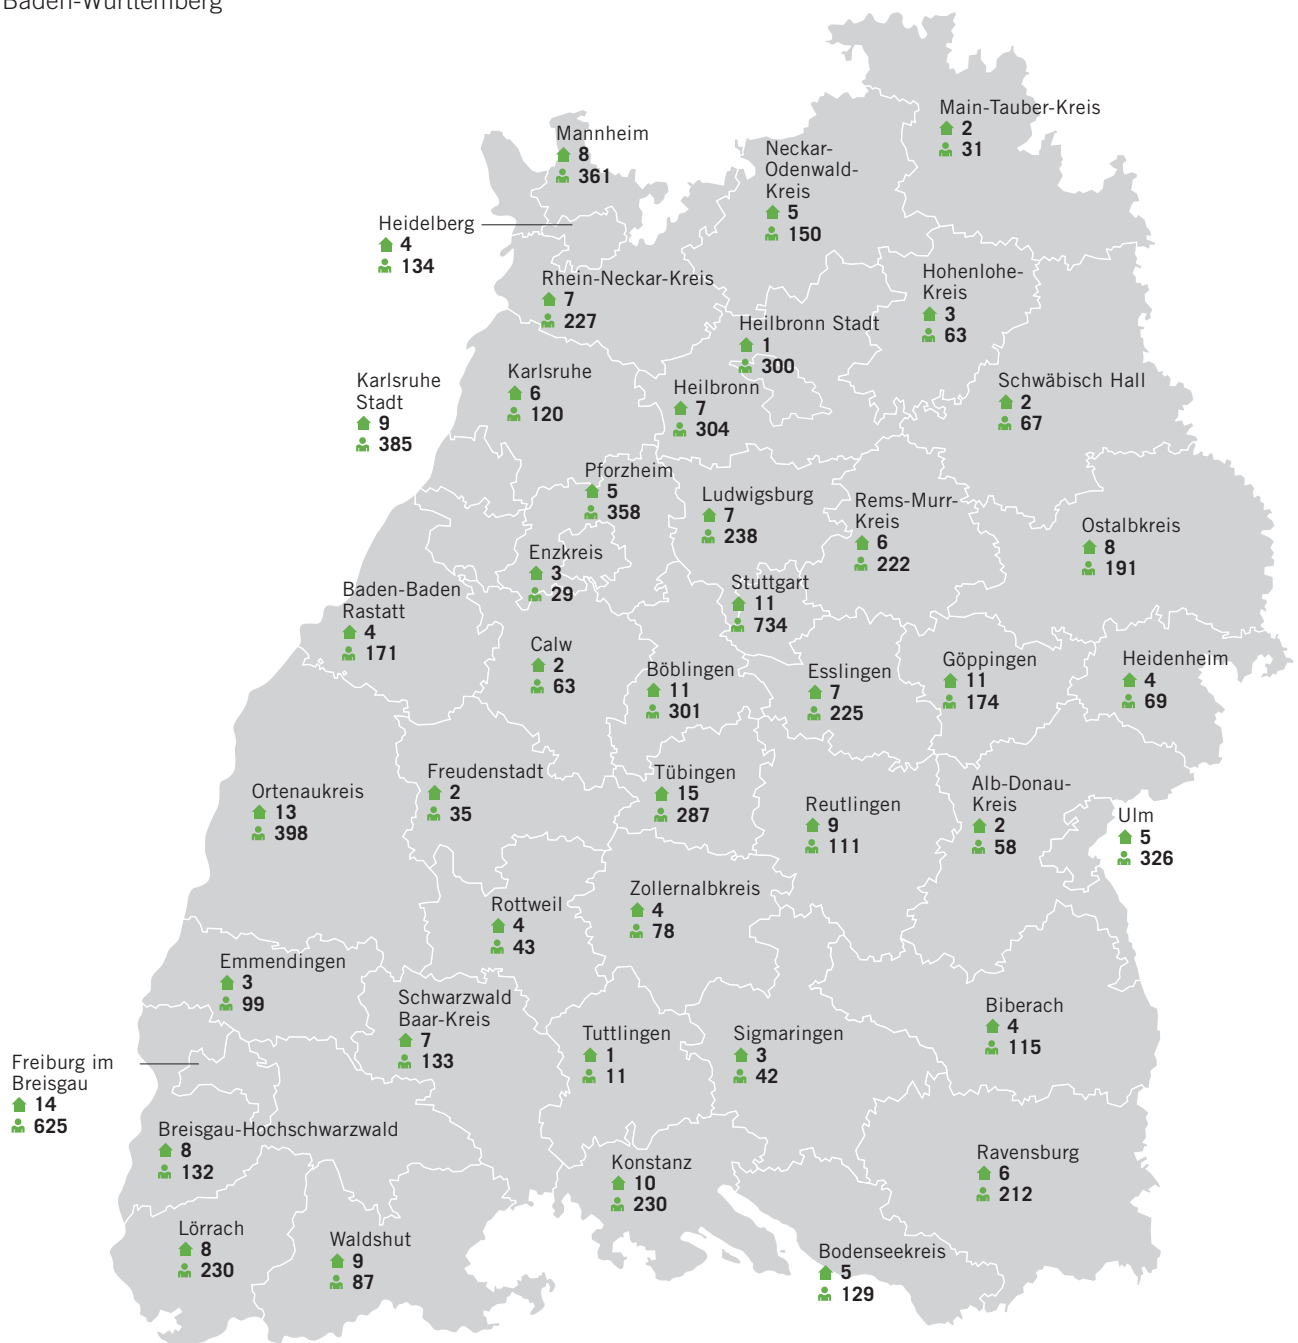 Baden-Württemberg
Main-Tauber-Kreis
2
31
Mannheim
8
361
Neckar-
Odenwald-
Kreis
5
150
Heidelberg
4
134
Hohenlohe-
Kreis
3
63
Rhein-Neckar-Kreis
7
227
Heilbronn Stadt
1
300
Karlsruhe
6
120
Karlsruhe
Stadt
9
385
Heilbronn
7
304
Schwäbisch Hall
2
67
Pforzheim
5
358
Ludwigsburg
7
238
Rems-Murr-
Kreis
6
222
Ostalbkreis
8
191
Enzkreis
3
29
Stuttgart
11
734
Baden-Baden
Rastatt
4
171
Calw
2
63
Böblingen
11
301
Esslingen
7
225
Göppingen
11
174
Heidenheim
4
69
Freudenstadt
2
35
Tübingen
15
287
Ortenaukreis
13
398
Reutlingen
9
111
Alb-Donau-
Kreis
2
58
Ulm
5
326
Zollernalbkreis
4
78
Rottweil
4
43
Emmendingen
3
99
Schwarzwald
Baar-Kreis
7
133
Tuttlingen
1
11
Sigmaringen
3
42
Biberach
4
115
Freiburg im
Breisgau
14
625
Breisgau-Hochschwarzwald
8
132
Konstanz
10
230
Ravensburg
6
212
Lörrach
8
230
Waldshut
9
87
Bodenseekreis
5
129